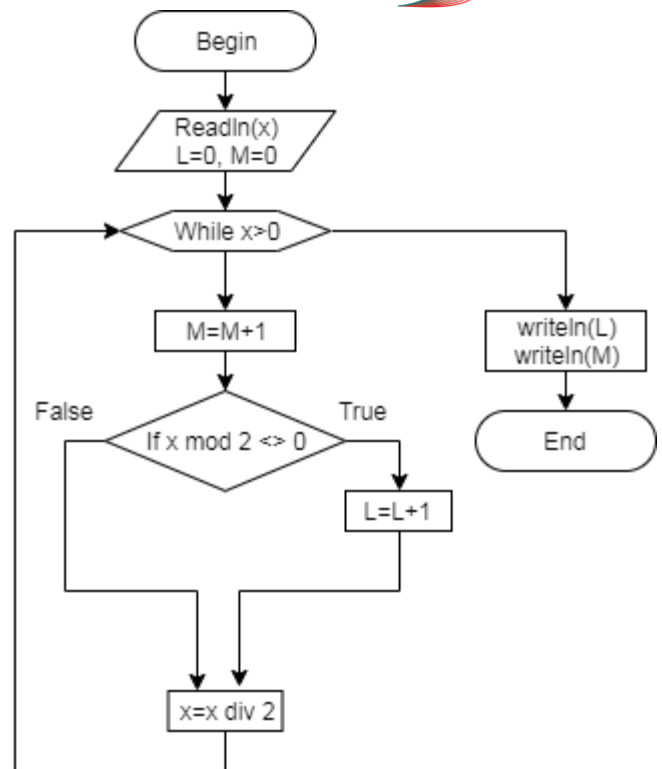 Begin
Readln(x)
L=0, M=0
While x>0
M=M+1
writeln(L)
writeln(M)
False
True
If x mod 2 <> 0
End
L=L+1
x=x div 2